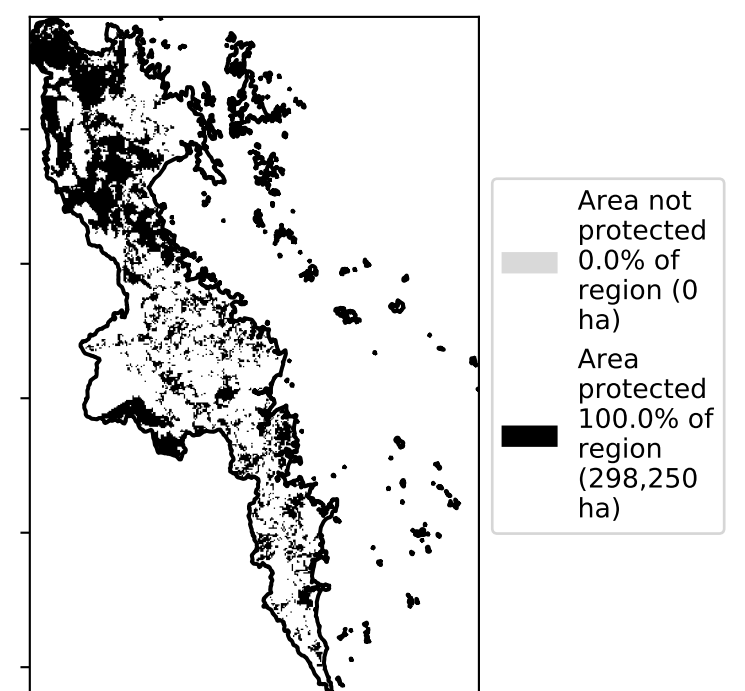 Area not
protected
0.0% of
region (0
ha)
Area
protected
100.0% of
region
(298,250
ha)